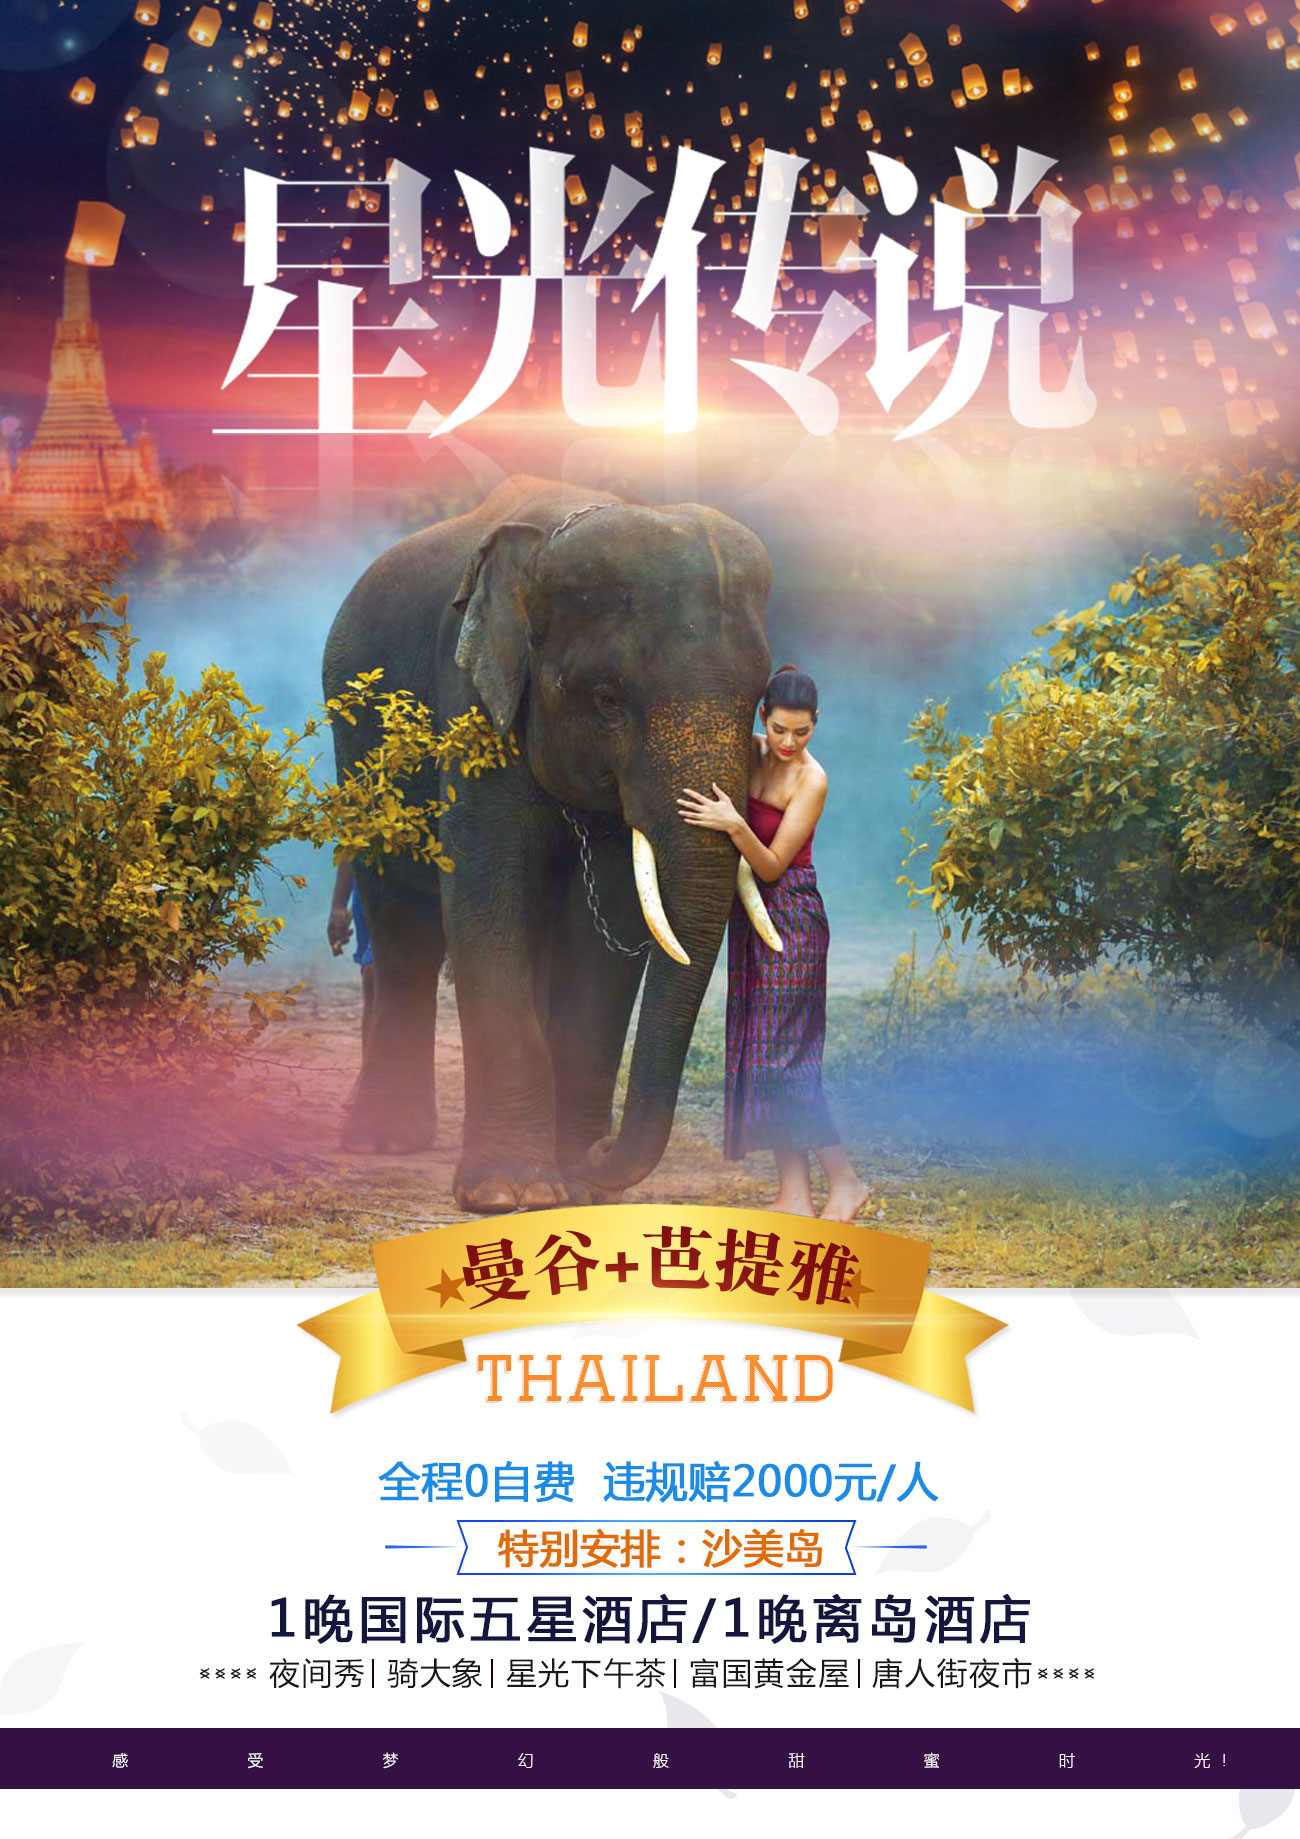 星光传说
曼谷+芭提雅
THAILAND
全程0自费 违规赔2000元/人
特别安排：沙美岛
1晚国际五星酒店/1晚离岛酒店
夜间秀| 骑大象| 星光下午茶| 富国黄金屋| 唐人街夜市
感受梦幻般甜蜜时光!